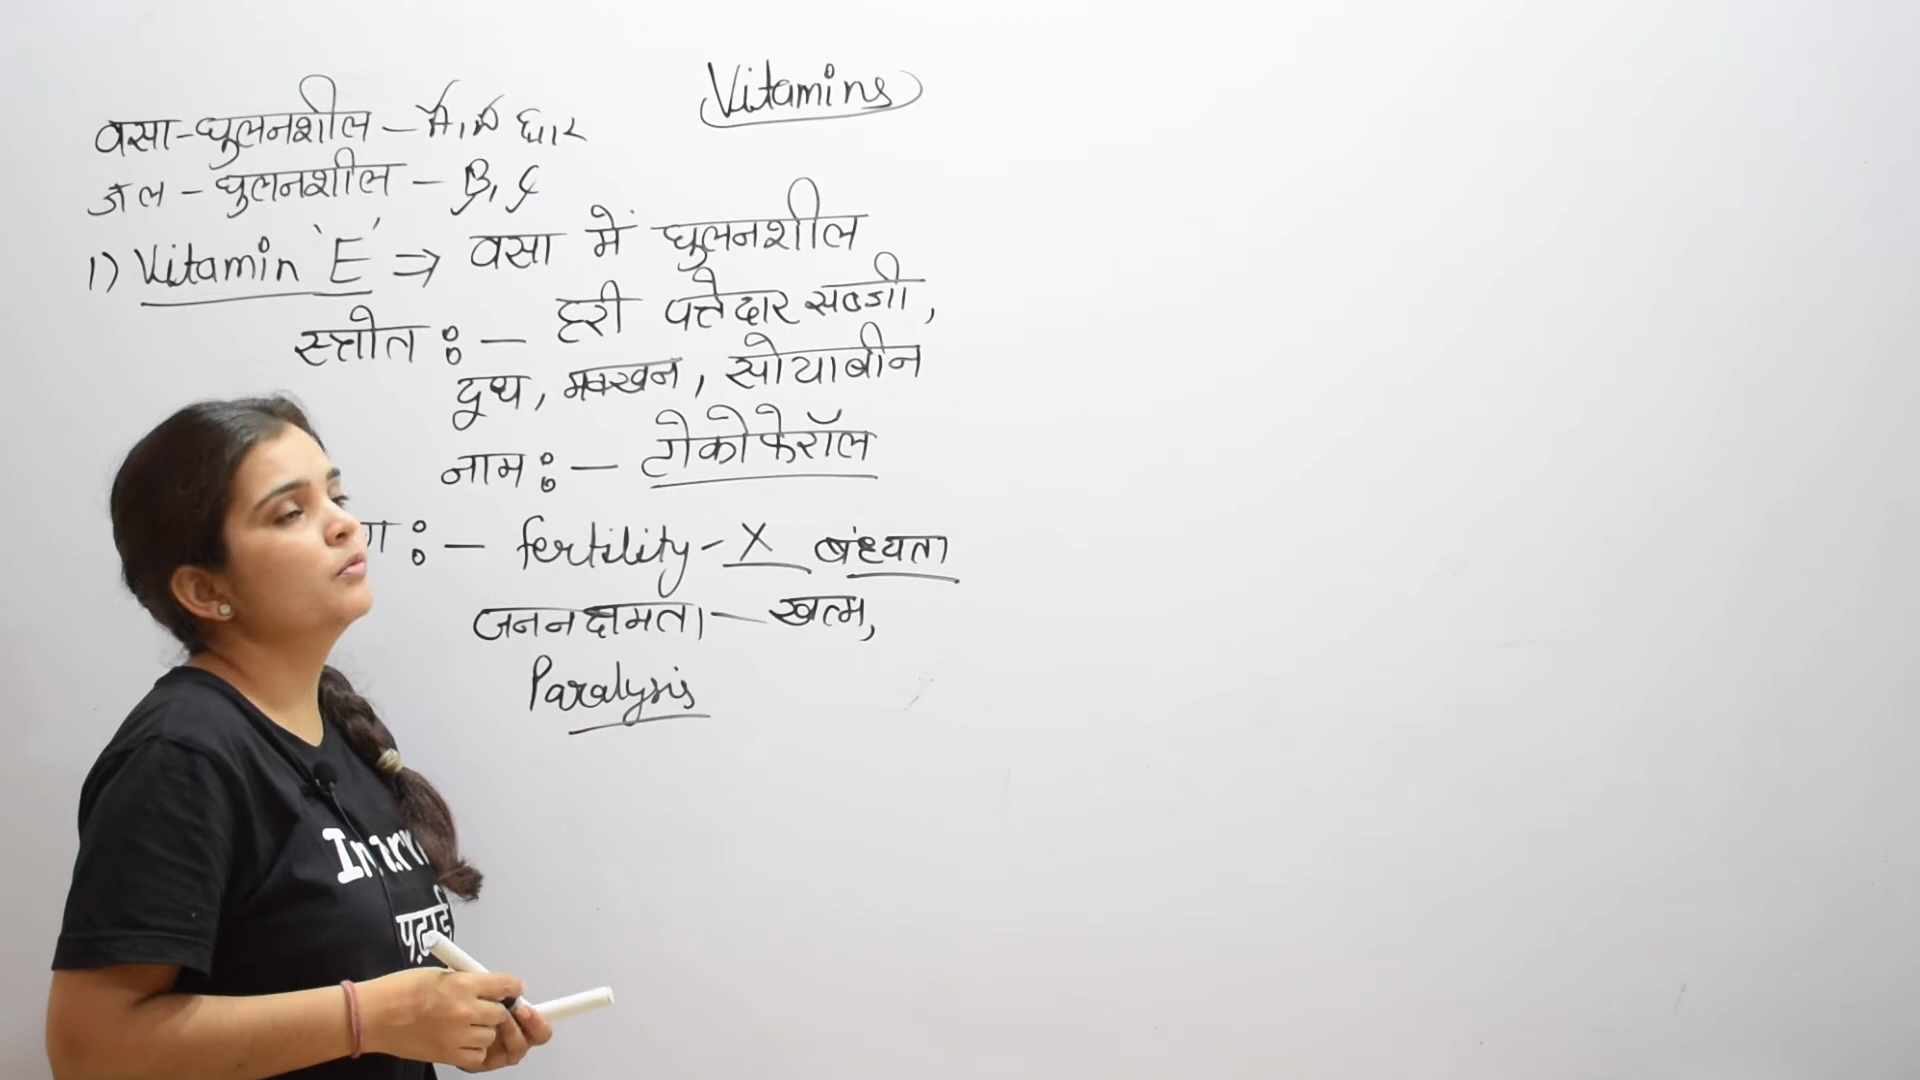 Vitamins
वसा-घुलनशील -
जल - घुलनशील - B, C
1) Vitamin 'E' ⇒ वसा में घुलनशील
स्त्रोत :- हरी पत्तेदार सब्जी,
दूध, मक्खन, सोयाबीन
नाम :- टोकोफेरॉल
ग :- fertility - X बंध्यता
जननक्षमता - खत्म,
Paralysis
पढ़ाई